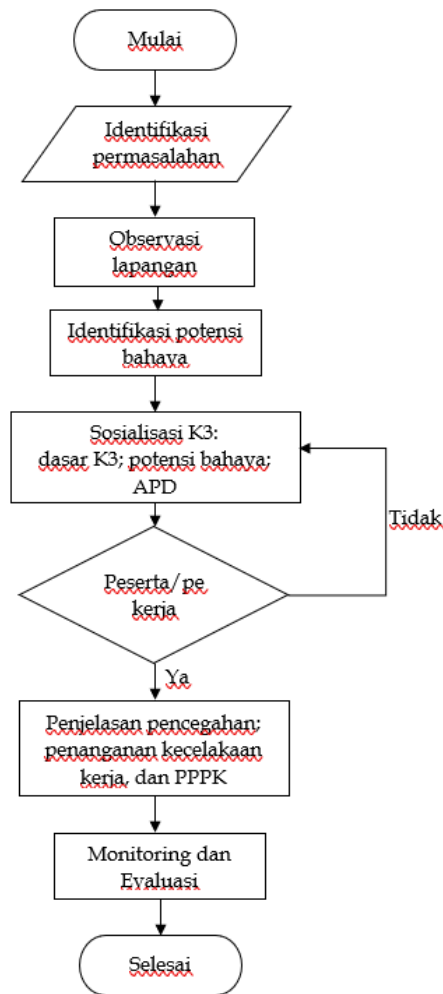 Mulai
Identifikasi
permasalahan
Observasi
lapangan
Identifikasi potensi
bahaya
Sosialisasi K3:
dasar K3; potensi bahaya;
APD
Tidak
Peserta/pe
kerja
Ya
Penjelasan pencegahan;
penanganan kecelakaan
kerja, dan PPPK
Monitoring dan
Evaluasi
Selesai